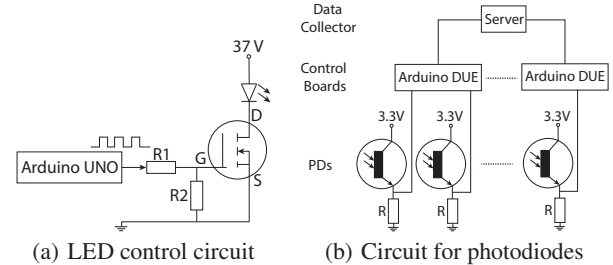 37 V
D
Arduino UNO
R1
G
S
R2
(a) LED control circuit
Data
Collector
Server
Control
Boards
Arduino DUE
Arduino DUE
3.3V
3.3V
3.3V
PDs
R
R
R
(b) Circuit for photodiodes